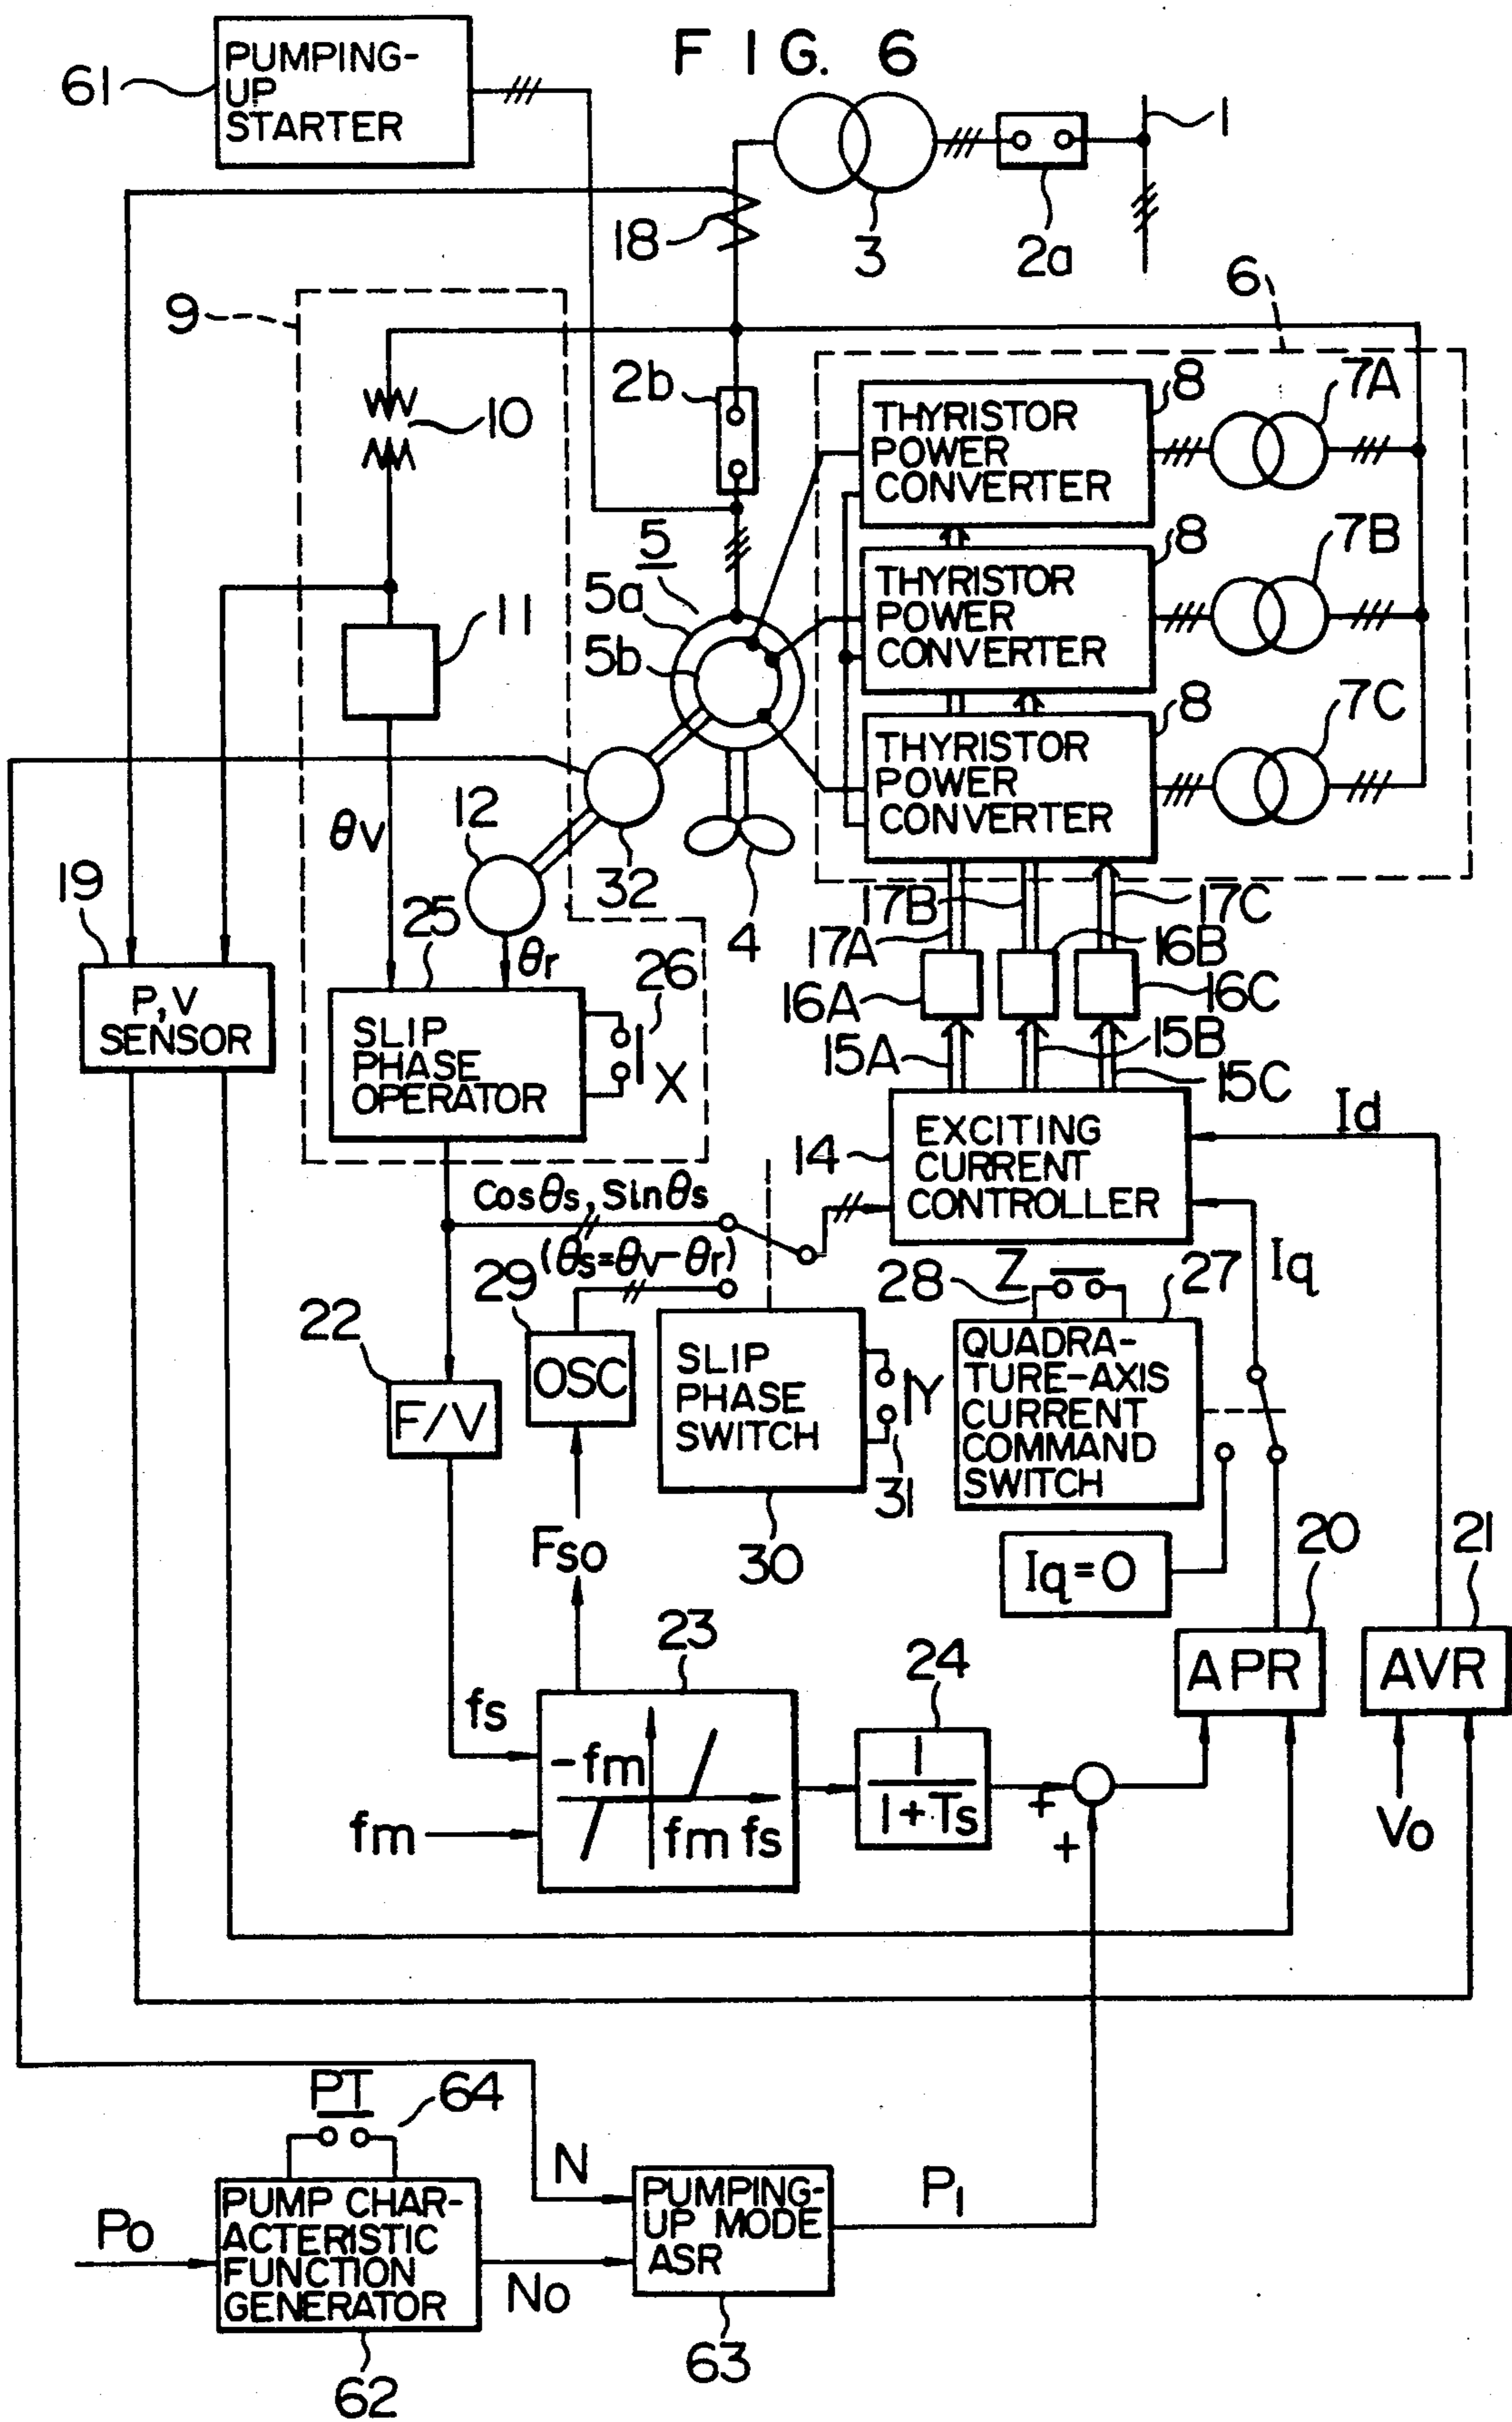 FIG. 6
61
PUMPING-
UP
STARTER
1
18
3
2a
6
9
2b
8
7A
10
THYRISTOR
POWER
CONVERTER
5
8
7B
5a
THYRISTOR
POWER
CONVERTER
11
5b
8
7C
THYRISTOR
POWER
CONVERTER
12
θv
32
4
19
25
17B
17C
17A
θr
26
16B
16A
16C
P,V
SENSOR
SLIP
PHASE
OPERATOR
X
15A
15B
15C
Id
14
EXCITING
CURRENT
CONTROLLER
Cosθs, Sinθs
(θs=θv-θr)
29
Z
28
27
Iq
22
OSC
SLIP
PHASE
SWITCH
Y
31
QUADRA-
TURE-AXIS
CURRENT
COMMAND
SWITCH
F/V
Fso
30
Iq=0
20
21
23
24
APR
AVR
fs
-fm
fm fs
fm
1
1+Ts
+
+
Vo
PT
64
N
Po
PUMP CHAR-
ACTERISTIC
FUNCTION
GENERATOR
No
PUMPING-
UP MODE
ASR
P1
62
63